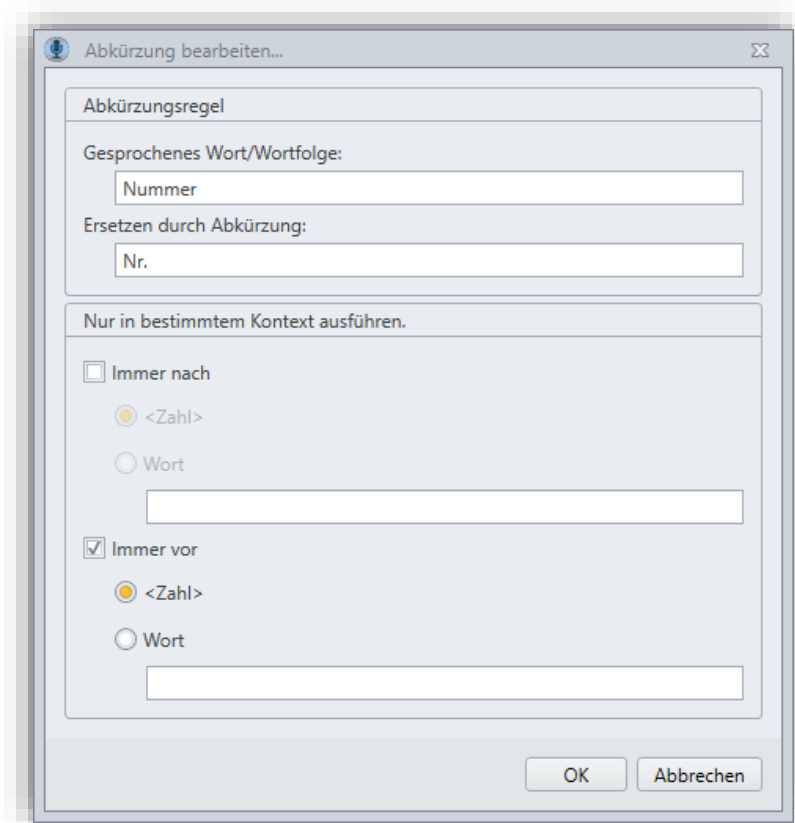 Abkürzung bearbeiten...
Abkürzungsregel
Gesprochenes Wort/Wortfolge:
Nummer
Ersetzen durch Abkürzung:
Nr.
Nur in bestimmtem Kontext ausführen.
Immer nach
<Zahl>
Wort
Immer vor
<Zahl>
Wort
OK Abbrechen